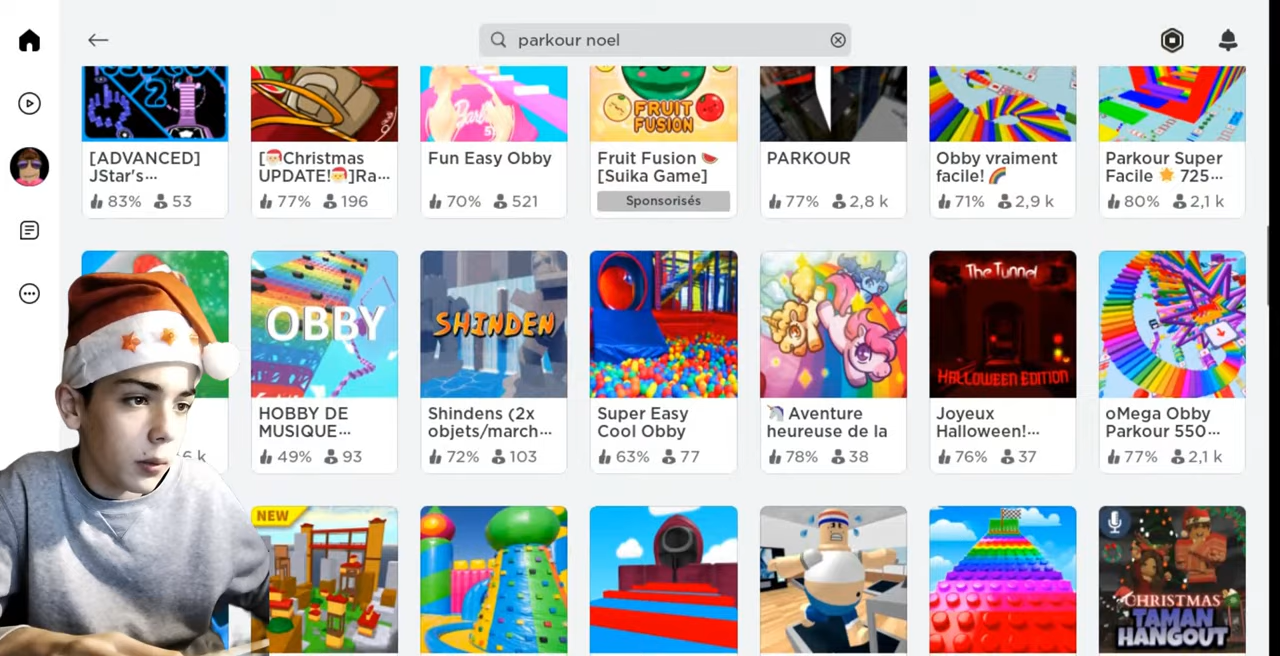 parkour noel
2
Barbie
FRUIT
FUSION
[ADVANCED]
JStar's...
83% 53
[🎅Christmas
UPDATE!🎅]Ra...
77% 196
Fun Easy Obby
70% 521
Fruit Fusion 🍉
[Suika Game]
Sponsorisés
PARKOUR
77% 2,8 k
Obby vraiment
facile! 🌈
71% 2,9 k
Parkour Super
Facile ⭐ 725...
80% 2,1 k
6 k
OBBY
HOBBY DE
MUSIQUE...
49% 93
SHINDEN
Shindens (2x
objets/march...
72% 103
Super Easy
Cool Obby
63% 77
🦄 Aventure
heureuse de la
78% 38
The Tunnel
HALLOWEEN EDITION
Joyeux
Halloween!...
76% 37
oMega Obby
Parkour 550...
77% 2,1 k
NEW
CHRISTMAS
TAMAN
HANGOUT